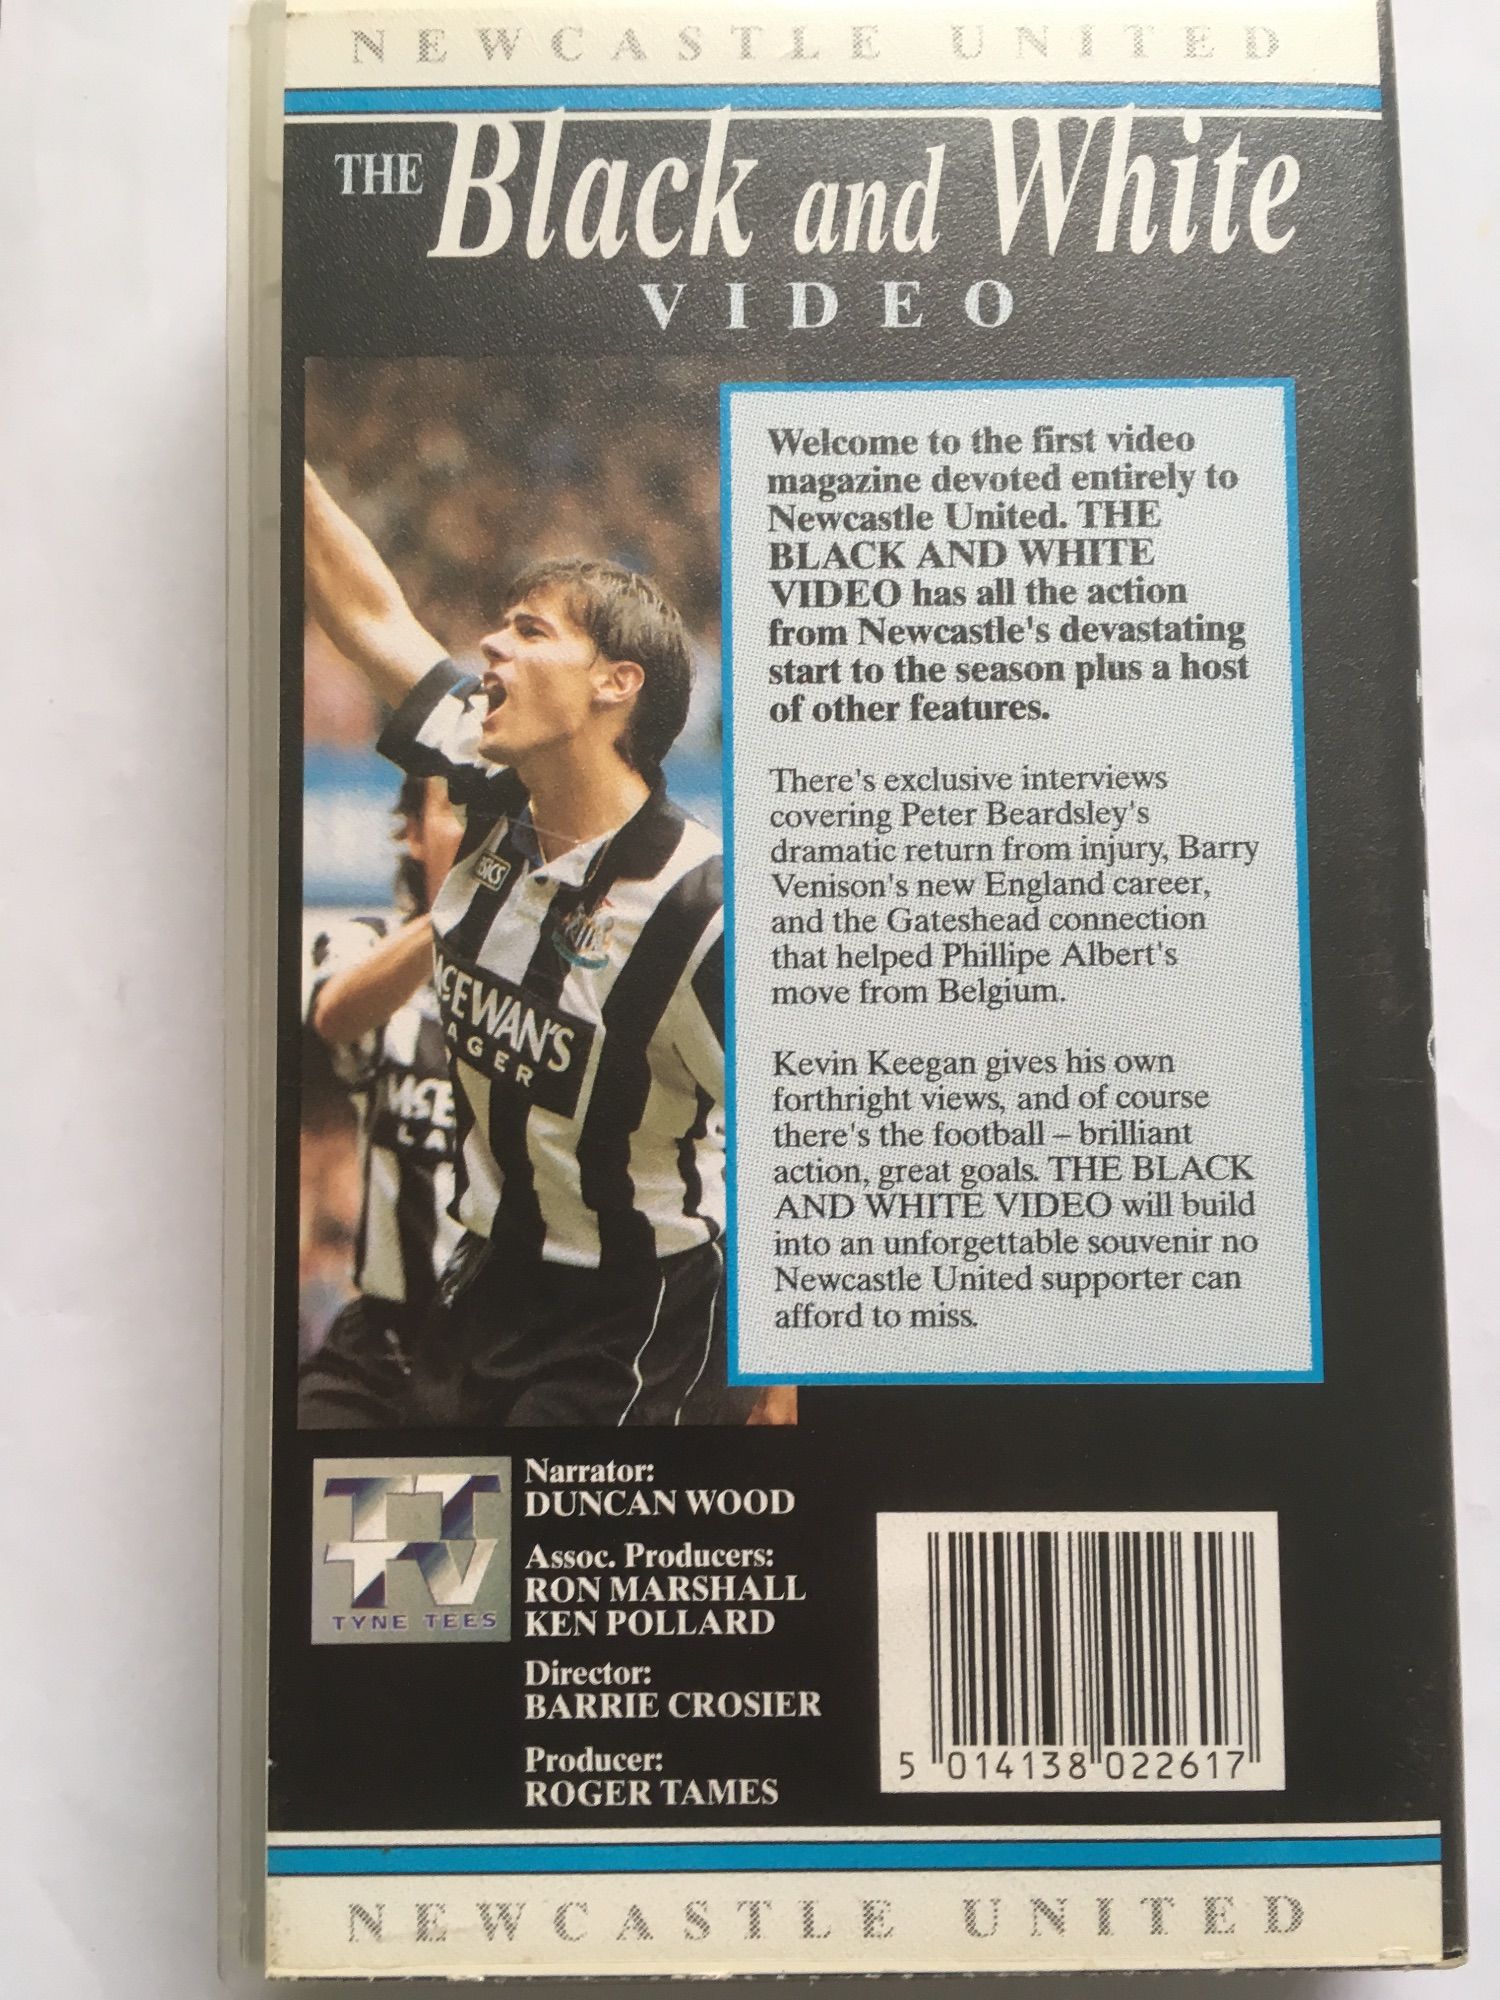 NEWCASTLE UNITED
THE Black and White
VIDEO
Welcome to the first video
magazine devoted entirely to
Newcastle United. THE
BLACK AND WHITE
VIDEO has all the action
from Newcastle's devastating
start to the season plus a host
of other features.
There's exclusive interviews
covering Peter Beardsley's
dramatic return from injury, Barry
Venison's new England career,
and the Gateshead connection
that helped Phillipe Albert's
move from Belgium.
Kevin Keegan gives his own
forthright views, and of course
there's the football – brilliant
action, great goals. THE BLACK
AND WHITE VIDEO will build
into an unforgettable souvenir no
Newcastle United supporter can
afford to miss.
ASICS
McEWAN'S
LAGER
McE
LA
TTTV
TYNE TEES
Narrator:
DUNCAN WOOD
Assoc. Producers:
RON MARSHALL
KEN POLLARD
Director:
BARRIE CROSIER
Producer:
ROGER TAMES
5 014138 022617
NEWCASTLE UNITED